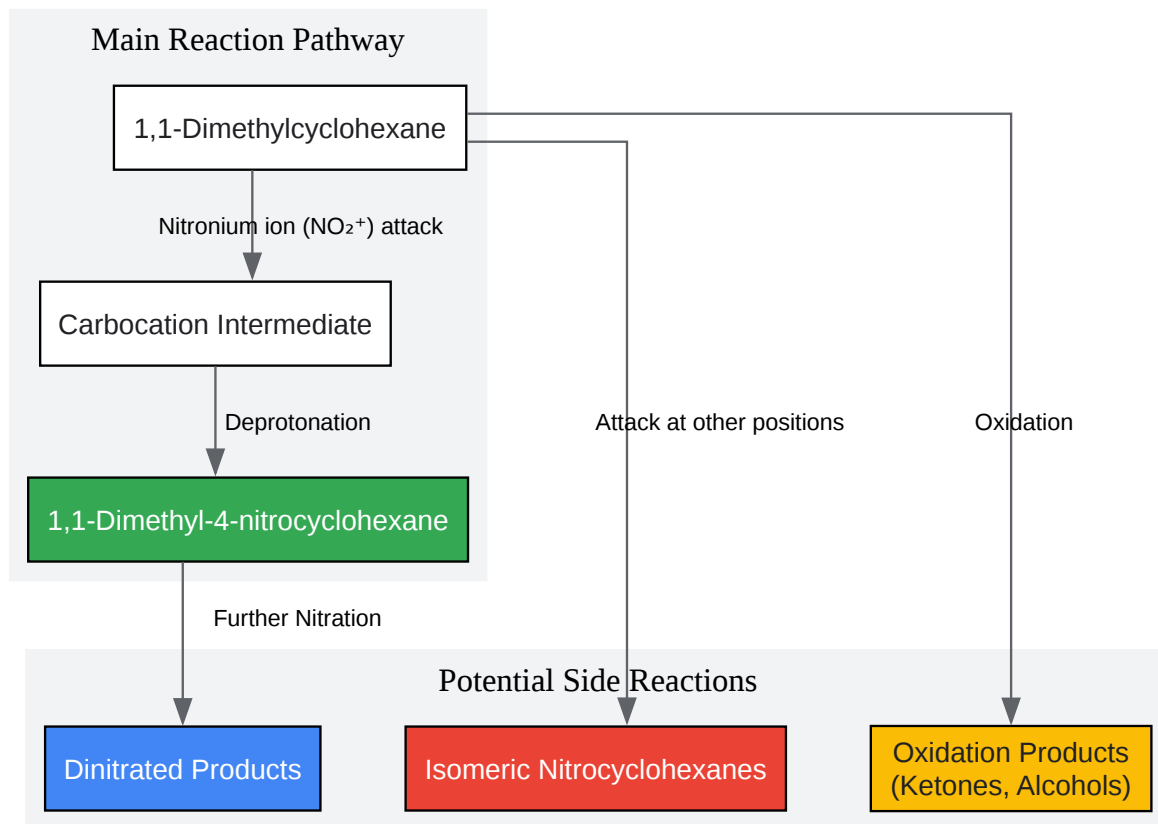 Main Reaction Pathway
1,1-Dimethylcyclohexane
Nitronium ion (NO₂⁺) attack
Carbocation Intermediate
Deprotonation
Attack at other positions
Oxidation
1,1-Dimethyl-4-nitrocyclohexane
Further Nitration
Potential Side Reactions
Dinitrated Products
Isomeric Nitrocyclohexanes
Oxidation Products
(Ketones, Alcohols)